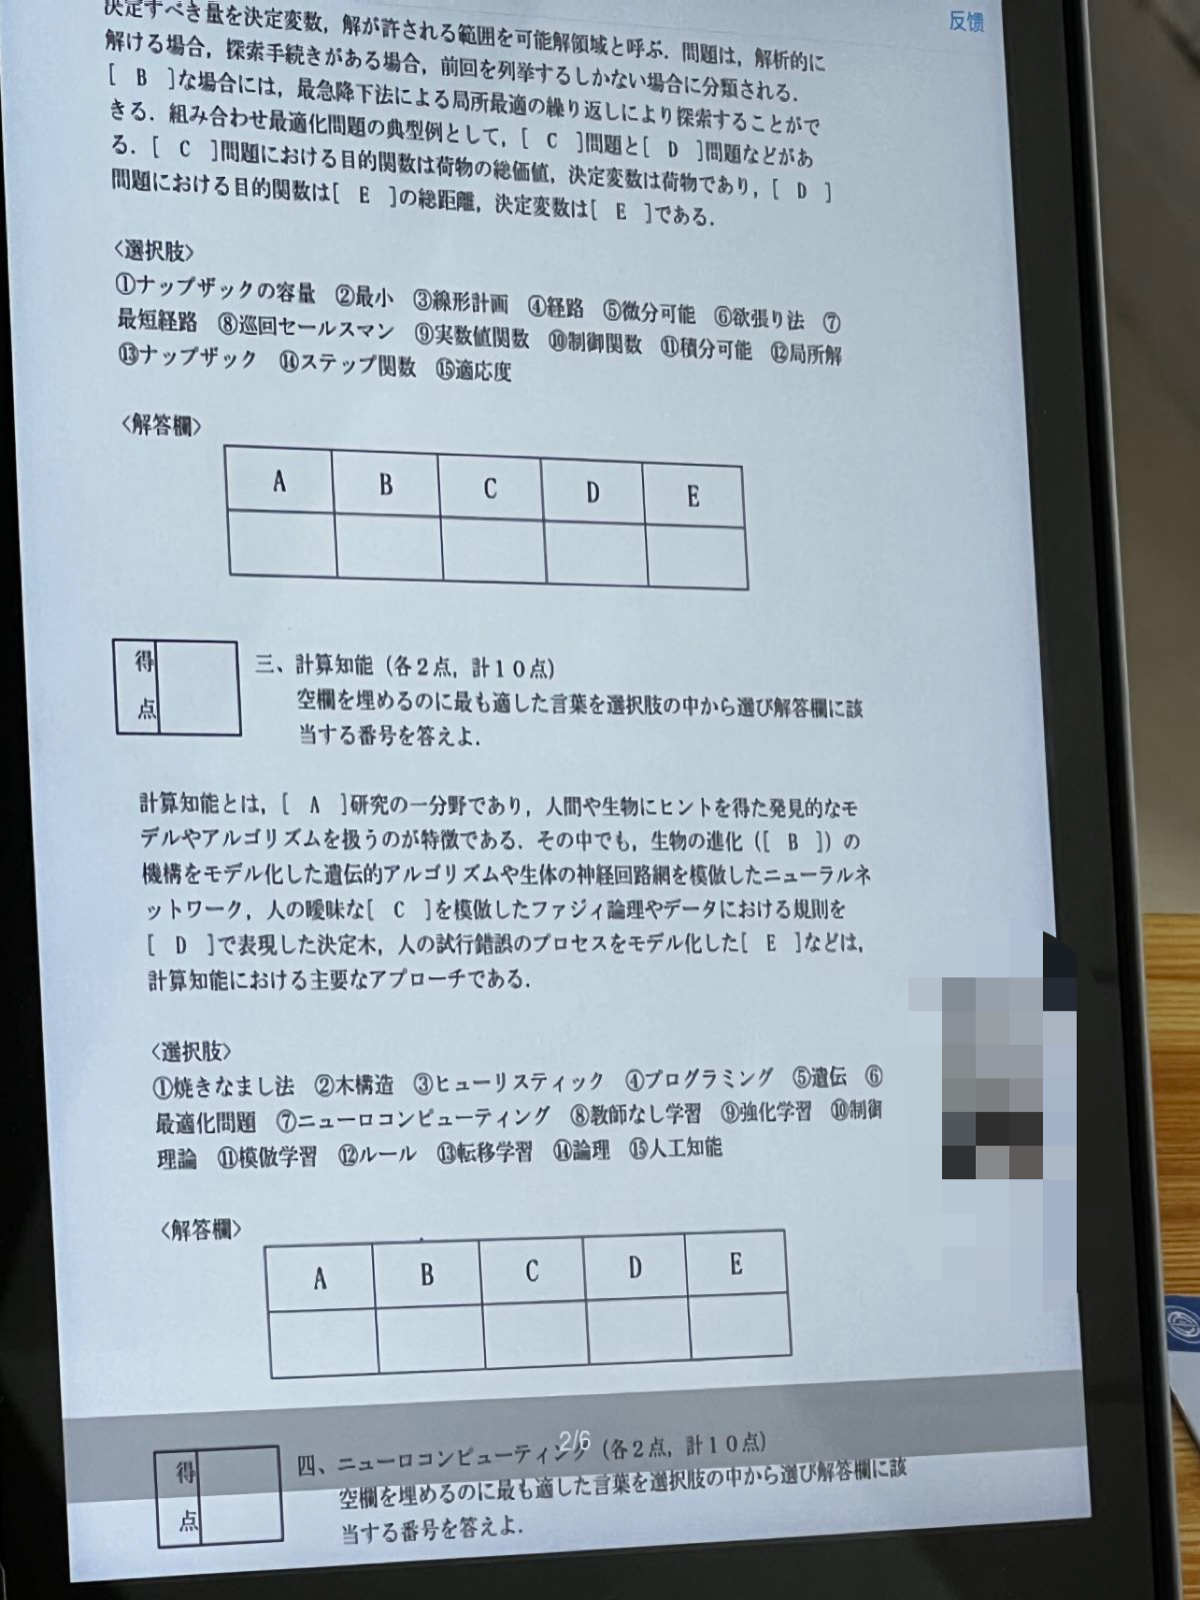 反馈
決定すべき量を決定変数，解が許される範囲を可能解領域と呼ぶ．問題は，解析的に
解ける場合，探索手続きがある場合，前回を列挙するしかない場合に分類される．
[　B　]な場合には，最急降下法による局所最適の繰り返しにより探索することがで
きる．組み合わせ最適化問題の典型例として，[　C　]問題と[　D　]問題などがあ
る．[　C　]問題における目的関数は荷物の総価値，決定変数は荷物であり，[　D　]
問題における目的関数は[　E　]の総距離，決定変数は[　E　]である．
〈選択肢〉
①ナップザックの容量　②最小　③線形計画　④経路　⑤微分可能　⑥欲張り法　⑦
最短経路　⑧巡回セールスマン　⑨実数値関数　⑩制御関数　⑪積分可能　⑫局所解
⑬ナップザック　⑭ステップ関数　⑮適応度
〈解答欄〉
A B C D E
得
点
三、計算知能（各２点，計１０点）
空欄を埋めるのに最も適した言葉を選択肢の中から選び解答欄に該
当する番号を答えよ．
計算知能とは，[　A　]研究の一分野であり，人間や生物にヒントを得た発見的なモ
デルやアルゴリズムを扱うのが特徴である．その中でも，生物の進化（[　B　]）の
機構をモデル化した遺伝的アルゴリズムや生体の神経回路網を模倣したニューラルネ
ットワーク，人の曖昧な[　C　]を模倣したファジィ論理やデータにおける規則を
[　D　]で表現した決定木，人の試行錯誤のプロセスをモデル化した[　E　]などは，
計算知能における主要なアプローチである．
〈選択肢〉
①焼きなまし法　②木構造　③ヒューリスティック　④プログラミング　⑤遺伝　⑥
最適化問題　⑦ニューロコンピューティング　⑧教師なし学習　⑨強化学習　⑩制御
理論　⑪模倣学習　⑫ルール　⑬転移学習　⑭論理　⑮人工知能
〈解答欄〉
A B C D E
2/6
得
点
四、ニューロコンピューティング（各２点，計１０点）
空欄を埋めるのに最も適した言葉を選択肢の中から選び解答欄に該
当する番号を答えよ．